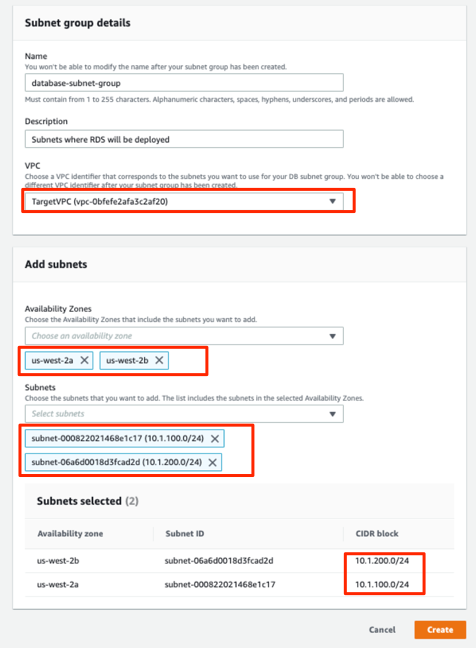 Subnet group details
Name
You won't be able to modify the name after your subnet group has been created.
database-subnet-group
Must contain from 1 to 255 characters. Alphanumeric characters, spaces, hyphens, underscores, and periods are allowed.
Description
Subnets where RDS will be deployed
VPC
Choose a VPC identifier that corresponds to the subnets you want to use for your DB subnet group. You won't be able to choose a
different VPC identifier after your subnet group has been created.
TargetVPC (vpc-0bfefe2afa3c2af20)
Add subnets
Availability Zones
Choose the Availability Zones that include the subnets you want to add.
Choose an availability zone
us-west-2a us-west-2b
Subnets
Choose the subnets that you want to add. The list includes the subnets in the selected Availability Zones.
Select subnets
subnet-000822021468e1c17 (10.1.100.0/24)
subnet-06a6d0018d3fcad2d (10.1.200.0/24)
Subnets selected (2)
Availability zone Subnet ID CIDR block
us-west-2b subnet-06a6d0018d3fcad2d 10.1.200.0/24
us-west-2a subnet-000822021468e1c17 10.1.100.0/24
Cancel Create